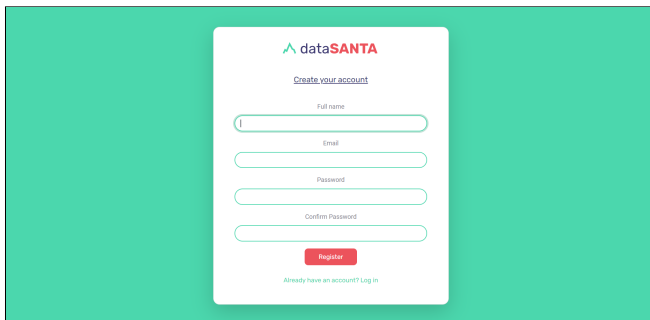 dataSANTA
Create your account
Full name
Email
Password
Confirm Password
Register
Already have an account? Log in